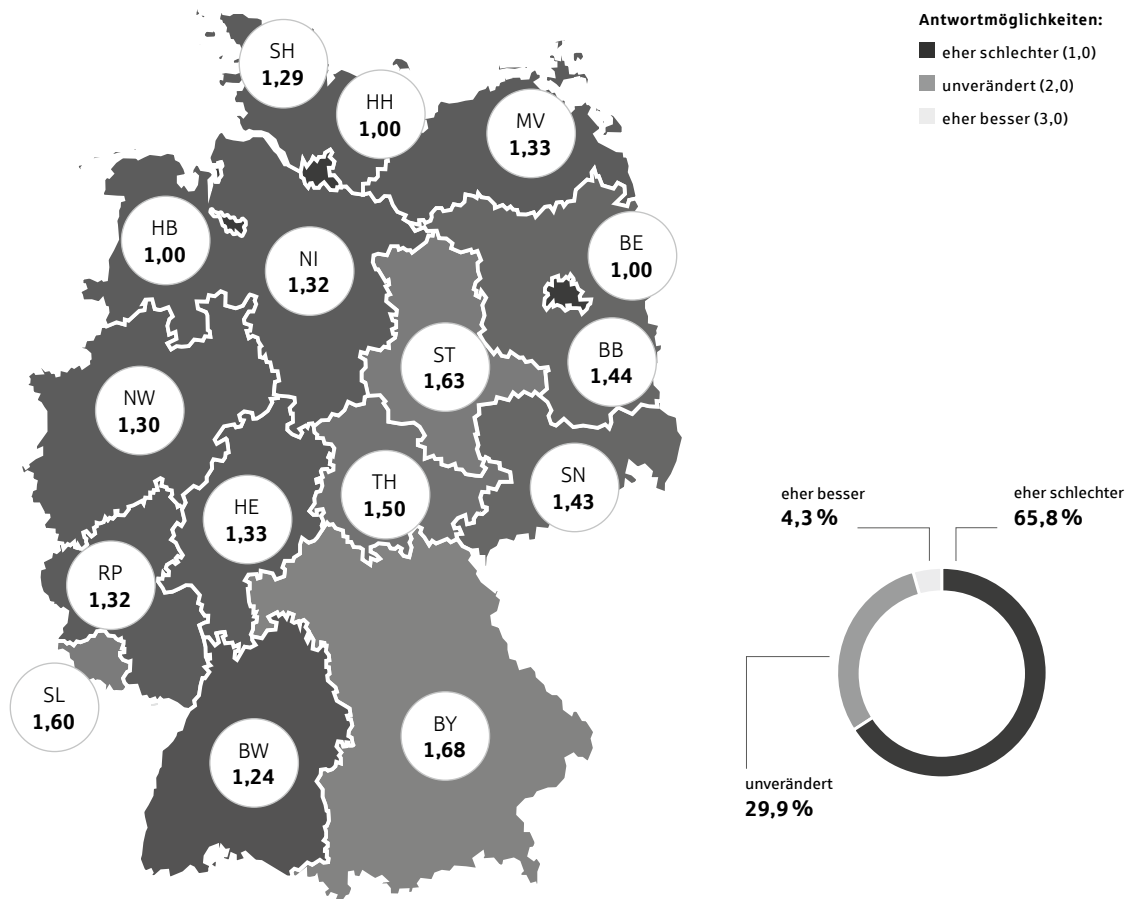 Antwortmöglichkeiten:
eher schlechter (1,0)
unverändert (2,0)
eher besser (3,0)
SH
1,29
HH
1,00
MV
1,33
HB
1,00
NI
1,32
BE
1,00
ST
1,63
BB
1,44
NW
1,30
HE
1,33
TH
1,50
SN
1,43
RP
1,32
SL
1,60
BW
1,24
BY
1,68
eher besser
4,3 %
eher schlechter
65,8 %
unverändert
29,9 %